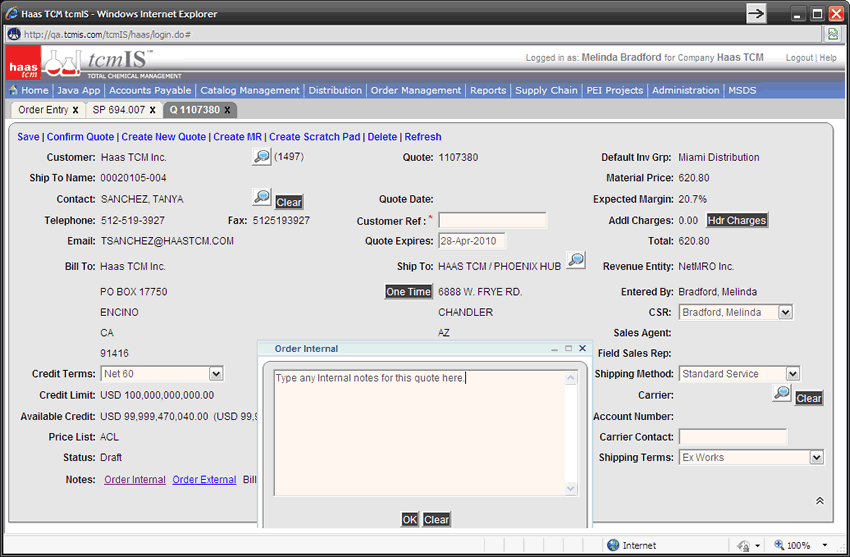 Haas TCM tcmIS - Windows Internet Explorer
http://qa.tcmis.com/tcmIS/haas/login.do#
haas tcm
tcmIS™
TOTAL CHEMICAL MANAGEMENT
Logged in as: Melinda Bradford for Company Haas TCM Logout | Help
Home | Java App | Accounts Payable | Catalog Management | Distribution | Order Management | Reports | Supply Chain | PEI Projects | Administration | MSDS
Order Entry x SP 694.007 x Q 1107380 x
Save | Confirm Quote | Create New Quote | Create MR | Create Scratch Pad | Delete | Refresh
Customer: Haas TCM Inc. (1497) Quote: 1107380 Default Inv Grp: Miami Distribution
Ship To Name: 00020105-004 Material Price: 620.80
Contact: SANCHEZ, TANYA Clear Quote Date: Expected Margin: 20.7%
Telephone: 512-519-3927 Fax: 5125193927 Customer Ref : * Addl Charges: 0.00 Hdr Charges
Email: TSANCHEZ@HAASTCM.COM Quote Expires: 28-Apr-2010 Total: 620.80
Bill To: Haas TCM Inc. Ship To: HAAS TCM / PHOENIX HUB Revenue Entity: NetMRO Inc.
PO BOX 17750 One Time 6888 W. FRYE RD. Entered By: Bradford, Melinda
ENCINO CHANDLER CSR: Bradford, Melinda
CA AZ Sales Agent:
91416 Field Sales Rep:
Order Internal
Type any Internal notes for this quote here.
OK Clear
Credit Terms: Net 60 Shipping Method: Standard Service
Credit Limit: USD 100,000,000,000.00 Carrier: Clear
Available Credit: USD 99,999,470,040.00 (USD 99,9 Account Number:
Price List: ACL Carrier Contact:
Status: Draft Shipping Terms: Ex Works
Notes: Order Internal Order External Bill
Internet 100%